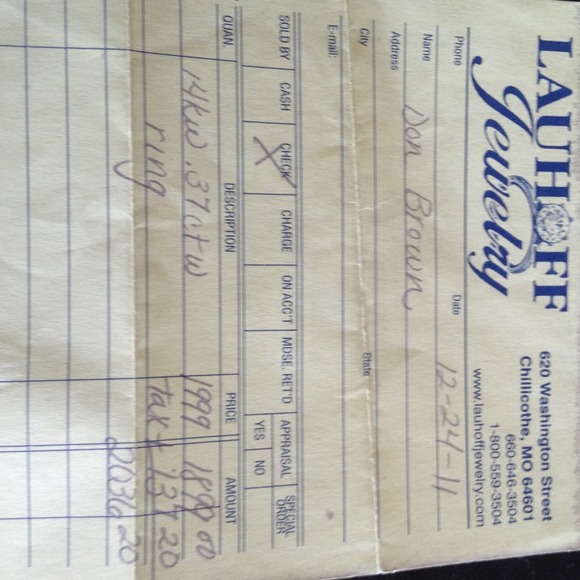 LAUHOFF
Jewelry
620 Washington Street
Chillicothe, MO 64601
660-646-3504
1-800-559-3504
www.lauhoffjewelry.com
Phone Date 12-24-11
Name Don Brown
Address
City State
E-mail:
SOLD BY CASH CHECK CHARGE ON ACC'T MDSE. RET'D APPRAISAL YES NO SPECIAL ORDER
QUAN. DESCRIPTION PRICE AMOUNT
14kw .37ctw 1999 1899 00
ring tax + 137 20
2036 20